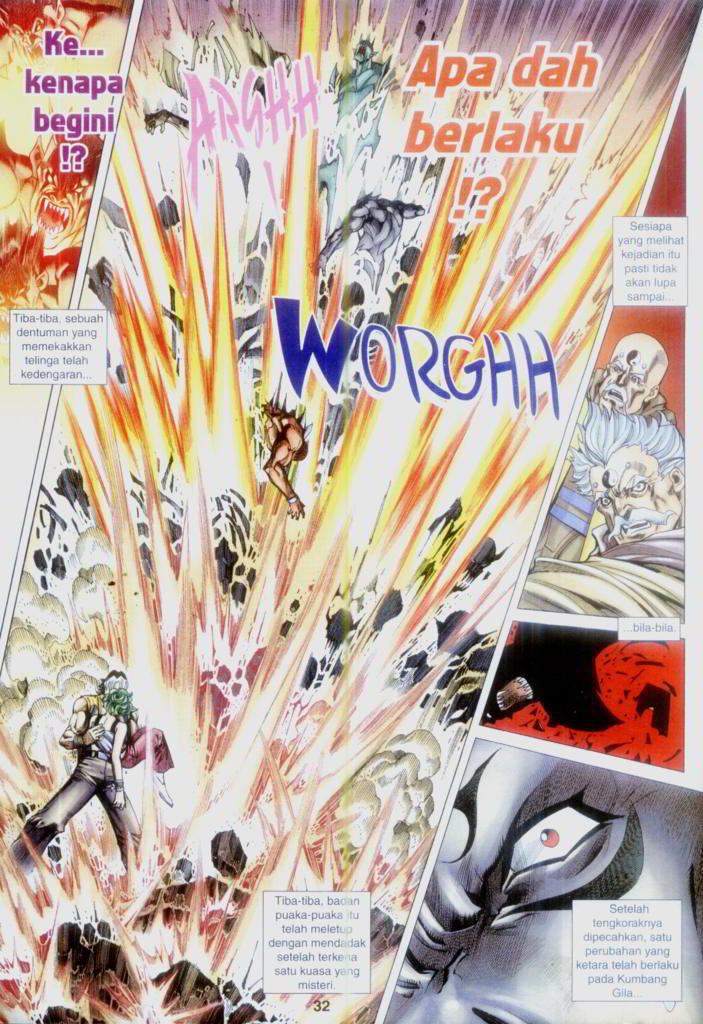 Ke...
kenapa
begini
!?
ARGHH
!
Apa dah
berlaku
!?
Tiba-tiba, sebuah
dentuman yang
memekakkan
telinga telah
kedengaran...
WORGHH
Sesiapa
yang melihat
kejadian itu
pasti tidak
akan lupa
sampai...
...bila-bila.
Tiba-tiba, badan
puaka-puaka itu
telah meletup
dengan mendadak
setelah terkena
satu kuasa yang
misteri.
Setelah
tengkoraknya
dipecahkan, satu
perubahan yang
ketara telah berlaku
pada Kumbang
Gila...
32